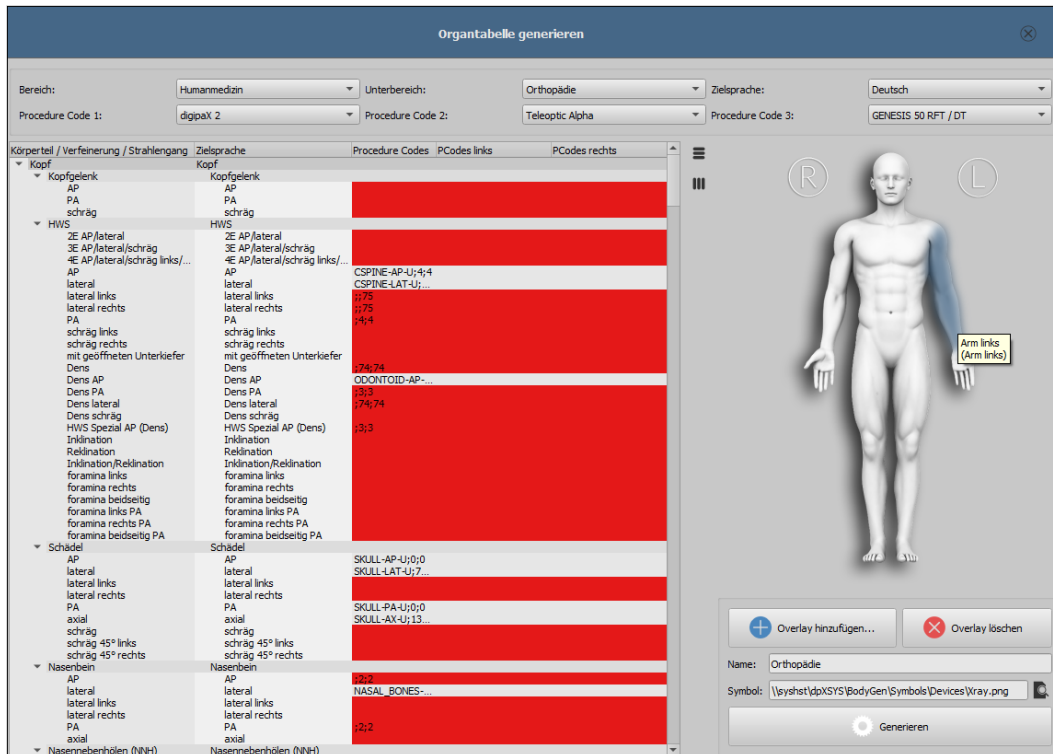 Organtabelle generieren
Bereich: Humanmedizin Unterbereich: Orthopädie Zielsprache: Deutsch
Procedure Code 1: digipaX 2 Procedure Code 2: Teleoptic Alpha Procedure Code 3: GENESIS 50 RFT / DT
Körperteil / Verfeinerung / Strahlengang Zielsprache Procedure Codes PCodes links PCodes rechts
Kopf Kopf
Kopfgelenk Kopfgelenk
AP AP
PA PA
schräg schräg
HWS HWS
2E AP/lateral 2E AP/lateral
3E AP/lateral/schräg 3E AP/lateral/schräg
4E AP/lateral/schräg links/... 4E AP/lateral/schräg links/...
AP AP CSPINE-AP-U;4;4
lateral lateral CSPINE-LAT-U;...
lateral links lateral links ;;75
lateral rechts lateral rechts ;;75
PA PA ;4;4
schräg links schräg links
schräg rechts schräg rechts
mit geöffneten Unterkiefer mit geöffneten Unterkiefer
Dens Dens ;74;74
Dens AP Dens AP ODONTOID-AP-...
Dens PA Dens PA ;3;3
Dens lateral Dens lateral ;74;74
Dens schräg Dens schräg
HWS Spezial AP (Dens) HWS Spezial AP (Dens) ;3;3
Inklination Inklination
Reklination Reklination
Inklination/Reklination Inklination/Reklination
foramina links foramina links
foramina rechts foramina rechts
foramina beidseitig foramina beidseitig
foramina links PA foramina links PA
foramina rechts PA foramina rechts PA
foramina beidseitig PA foramina beidseitig PA
Schädel Schädel
AP AP SKULL-AP-U;0;0
lateral lateral SKULL-LAT-U;7...
lateral links lateral links
lateral rechts lateral rechts
PA PA SKULL-PA-U;0;0
axial axial SKULL-AX-U;13...
schräg schräg
schräg 45° links schräg 45° links
schräg 45° rechts schräg 45° rechts
Nasenbein Nasenbein
AP AP ;2;2
lateral lateral NASAL_BONES-...
lateral links lateral links
lateral rechts lateral rechts
PA PA ;2;2
axial axial
Nasennebenhölen (NNH) Nasennebenhölen (NNH)
R L
Arm links
(Arm links)
Overlay hinzufügen... Overlay löschen
Name: Orthopädie
Symbol: \\syshst\dpXSYS\BodyGen\Symbols\Devices\Xray.png
Generieren